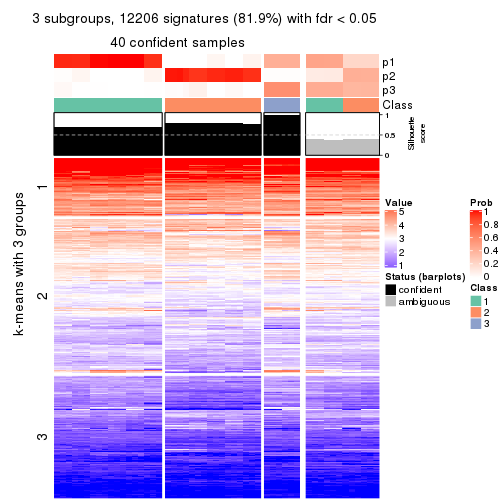 3 subgroups, 12206 signatures (81.9%) with fdr < 0.05
40 confident samples
p1
p2
p3
Class
1
0.5
0
Silhouette
score
k-means with 3 groups
1
2
3
Value
5
4
3
2
1
Status (barplots)
confident
ambiguous
Prob
1
0.8
0.6
0.4
0.2
0
Class
1
2
3